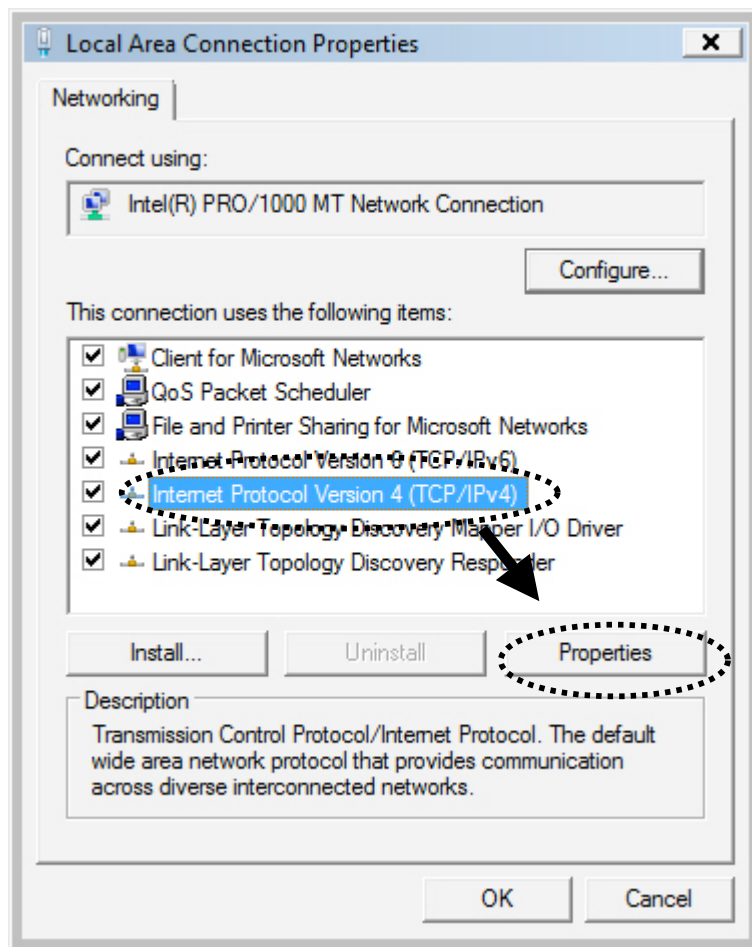 Local Area Connection Properties
Networking
Connect using:
Intel(R) PRO/1000 MT Network Connection
Configure...
This connection uses the following items:
Client for Microsoft Networks
QoS Packet Scheduler
File and Printer Sharing for Microsoft Networks
Internet Protocol Version 6 (TCP/IPv6)
Internet Protocol Version 4 (TCP/IPv4)
Link-Layer Topology Discovery Mapper I/O Driver
Link-Layer Topology Discovery Responder
Install...
Uninstall
Properties
Description
Transmission Control Protocol/Internet Protocol. The default
wide area network protocol that provides communication
across diverse interconnected networks.
OK
Cancel